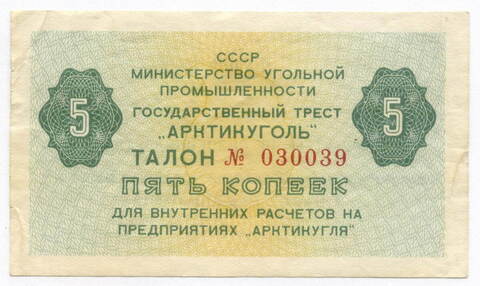 СССР
МИНИСТЕРСТВО УГОЛЬНОЙ
ПРОМЫШЛЕННОСТИ
ГОСУДАРСТВЕННЫЙ ТРЕСТ
„АРКТИКУГОЛЬ"
5 ТАЛОН № 030039 5
ПЯТЬ КОПЕЕК
ДЛЯ ВНУТРЕННИХ РАСЧЕТОВ НА
ПРЕДПРИЯТИЯХ „АРКТИКУГЛЯ"